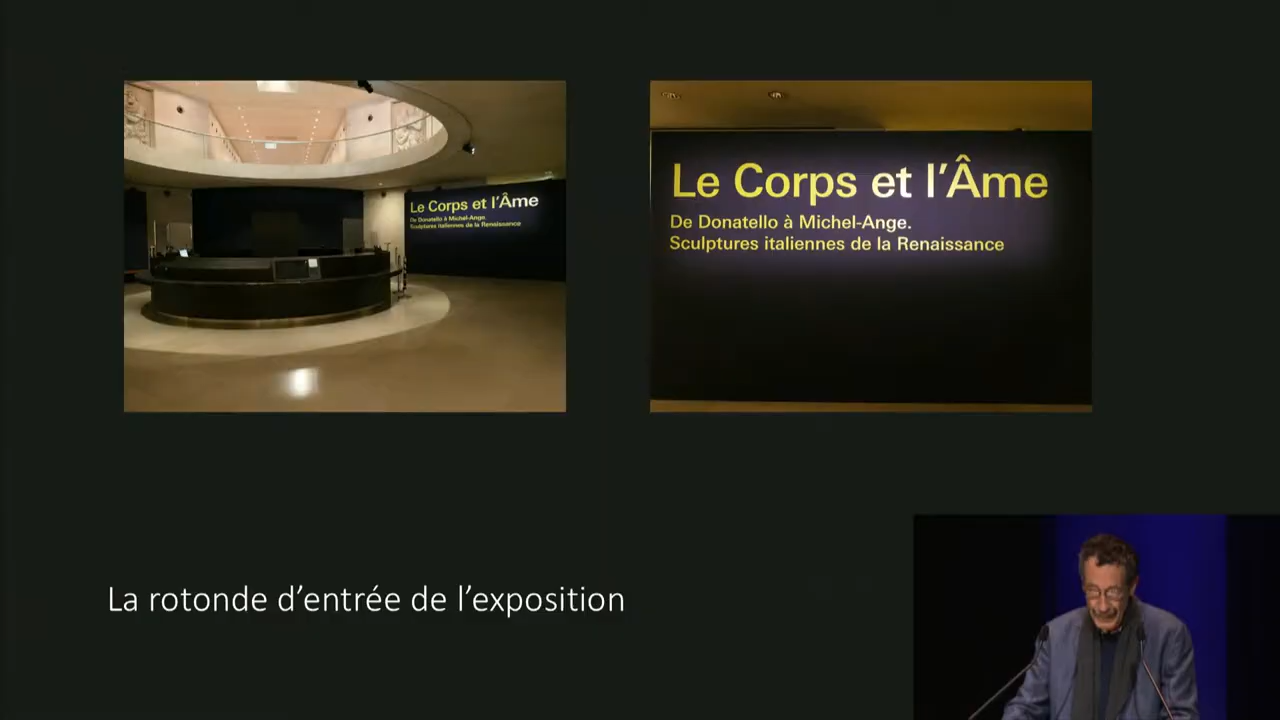 Le Corps et l'Âme
De Donatello à Michel-Ange.
Sculptures italiennes de la Renaissance
Le Corps et l'Âme
De Donatello à Michel-Ange.
Sculptures italiennes de la Renaissance
La rotonde d'entrée de l'exposition